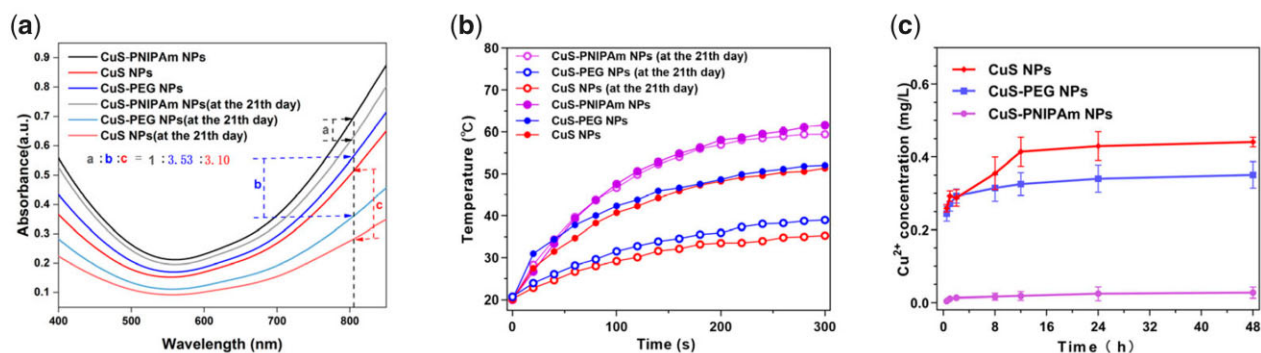 (a)
Absorbance(a.u.)
0.9
0.8
0.7
0.6
0.5
0.4
0.3
0.2
0.1
CuS-PNIPAm NPs
CuS NPs
CuS-PEG NPs
CuS-PNIPAm NPs(at the 21th day)
CuS-PEG NPs(at the 21th day)
CuS NPs(at the 21th day)
a : b : c = 1 : 3.53 : 3.10
a
b
c
400 500 600 700 800
Wavelength (nm)
(b)
Temperature (°C)
80
70
60
50
40
30
20
CuS-PNIPAm NPs (at the 21th day)
CuS-PEG NPs (at the 21th day)
CuS NPs (at the 21th day)
CuS-PNIPAm NPs
CuS-PEG NPs
CuS NPs
0 100 200 300
Time (s)
(c)
Cu²⁺ concentration (mg/L)
0.6
0.4
0.2
0.0
CuS NPs
CuS-PEG NPs
CuS-PNIPAm NPs
0 8 16 24 32 40 48
Time ( h )